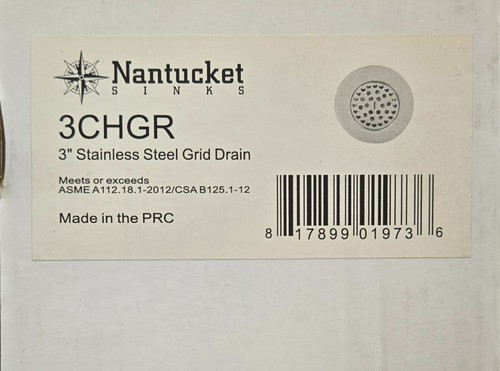 Nantucket
SINKS
3CHGR
3" Stainless Steel Grid Drain
Meets or exceeds
ASME A112.18.1-2012/CSA B125.1-12
Made in the PRC
8 17899 01973 6